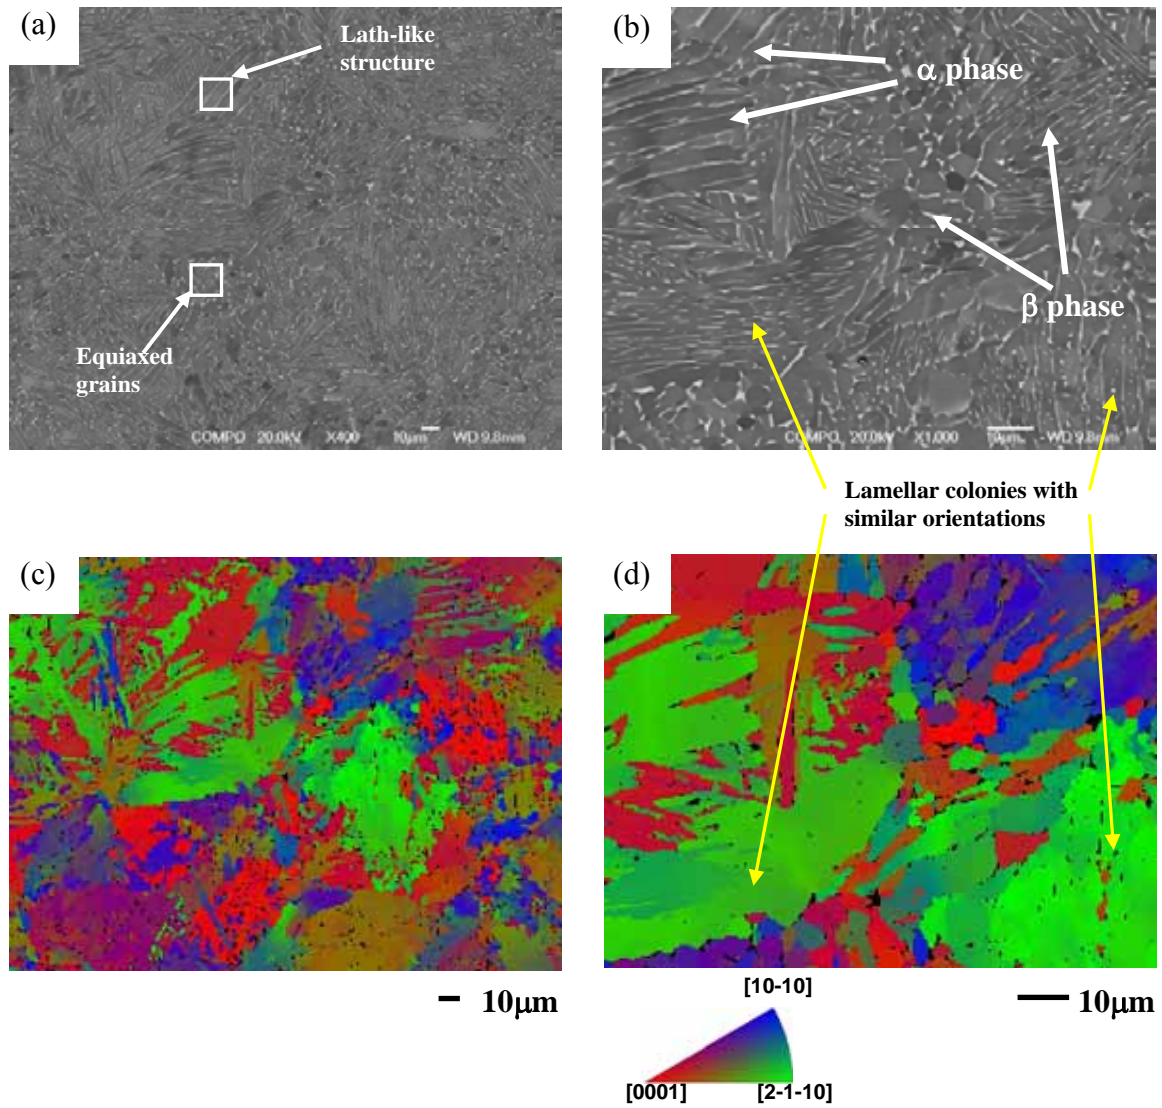 (a)
Lath-like
structure
Equiaxed
grains
COMPO 20.0kV X400 10μm WD 9.8mm
(b)
α phase
β phase
COMPO 20.0kV X1,000 10μm WD 9.8mm
Lamellar colonies with
similar orientations
(c)
10μm
(d)
10μm
[10-10]
[0001]
[2-1-10]